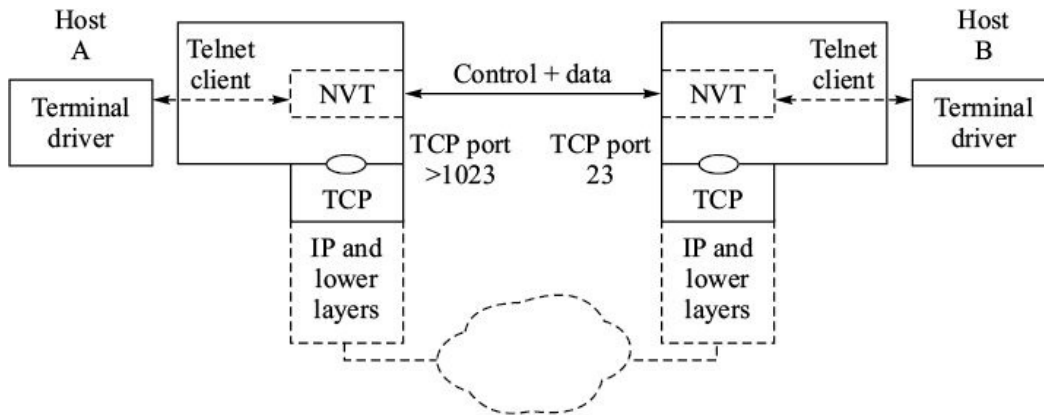 Host
A
Terminal
driver
Telnet
client
NVT
Control + data
TCP port
>1023
TCP
IP and
lower
layers
TCP port
23
NVT
TCP
IP and
lower
layers
Telnet
client
Host
B
Terminal
driver